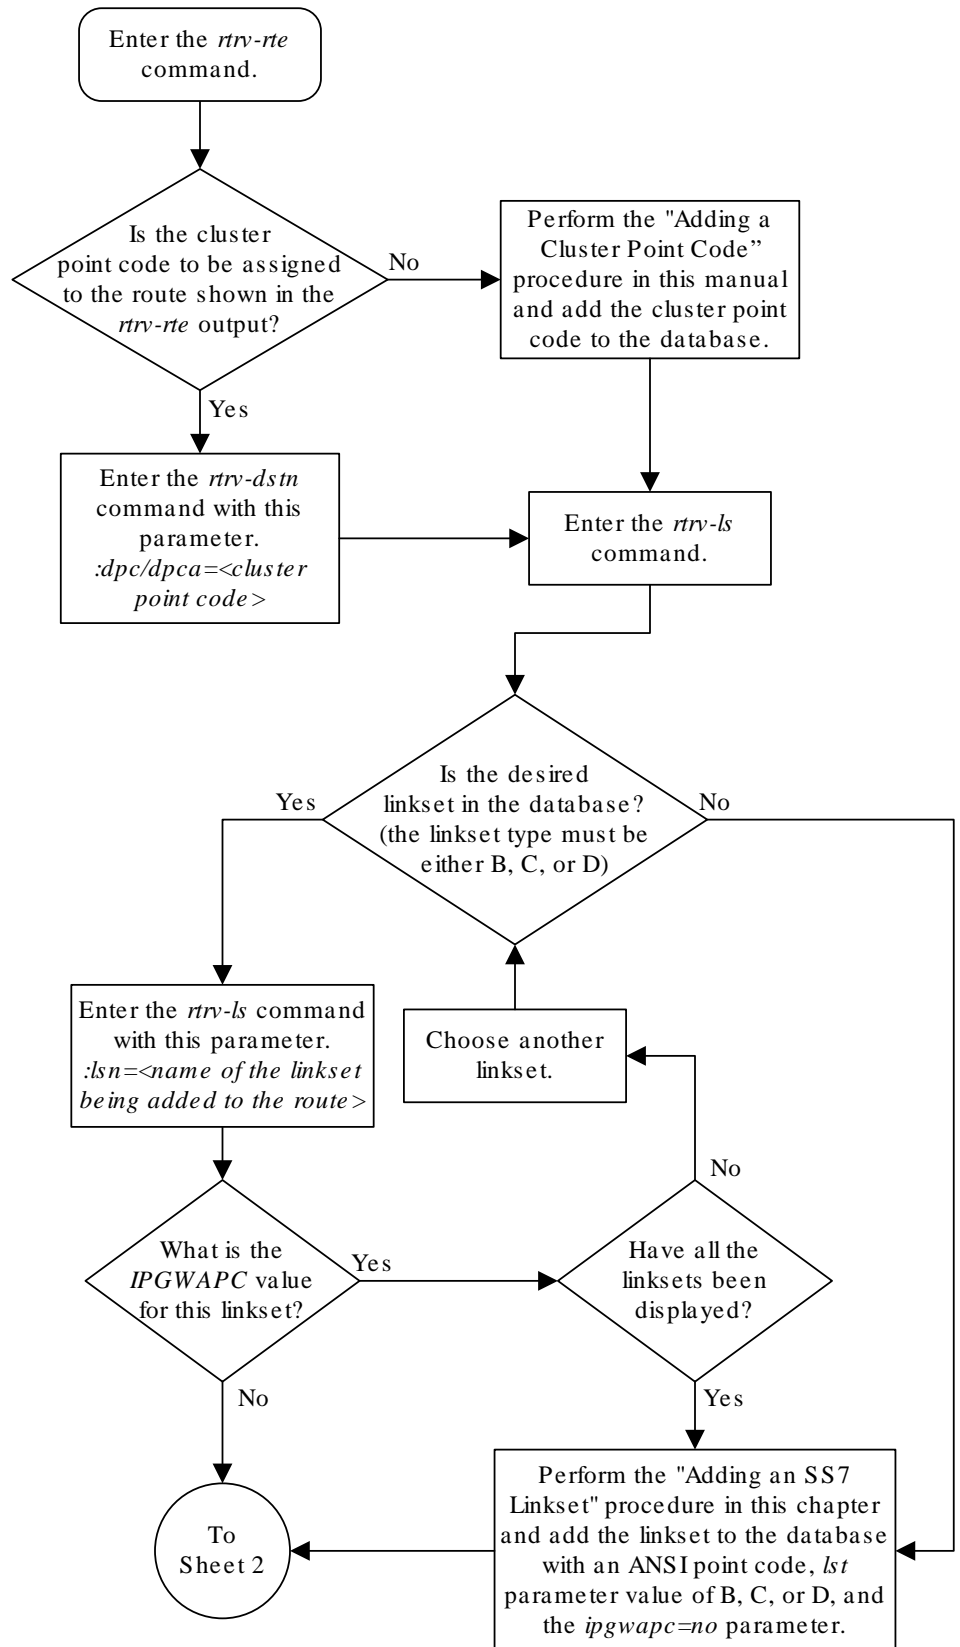 Enter the rtrv-rte
command.
Is the cluster
point code to be assigned
to the route shown in the
rtrv-rte output?
No
Perform the "Adding a
Cluster Point Code”
procedure in this manual
and add the cluster point
code to the database.
Yes
Enter the rtrv-dstn
command with this
parameter.
:dpc/dpca=<cluster
point code>
Enter the rtrv-ls
command.
Is the desired
linkset in the database?
(the linkset type must be
either B, C, or D)
Yes
No
Enter the rtrv-ls command
with this parameter.
:lsn=<name of the linkset
being added to the route>
Choose another
linkset.
No
What is the
IPGWAPC value
for this linkset?
Yes
Have all the
linksets been
displayed?
No
Yes
To
Sheet 2
Perform the "Adding an SS7
Linkset" procedure in this chapter
and add the linkset to the database
with an ANSI point code, lst
parameter value of B, C, or D, and
the ipgwapc=no parameter.